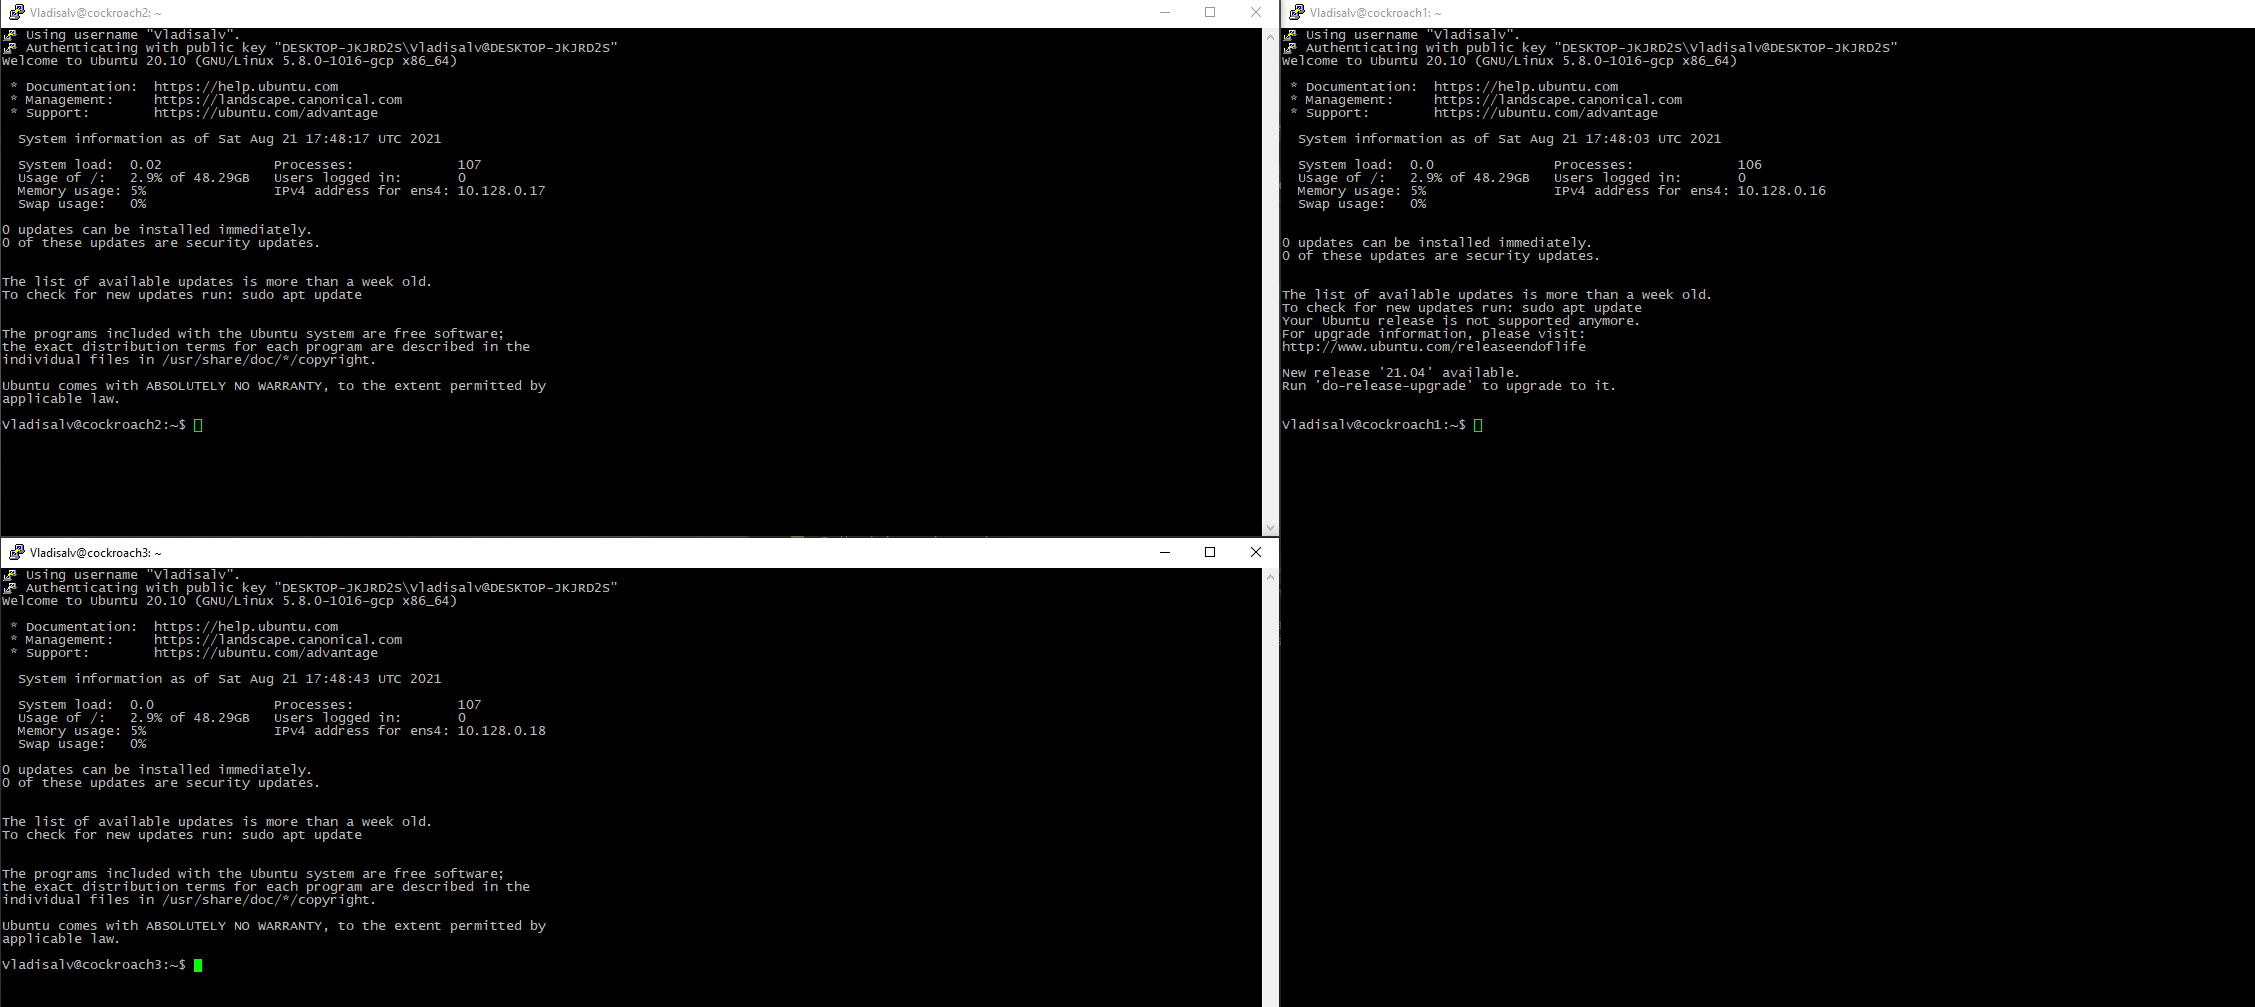 Vladisalv@cockroach2: ~
Using username "Vladisalv".
Authenticating with public key "DESKTOP-JKJRD2S\Vladisalv@DESKTOP-JKJRD2S"
Welcome to Ubuntu 20.10 (GNU/Linux 5.8.0-1016-gcp x86_64)
* Documentation:  https://help.ubuntu.com
* Management:     https://landscape.canonical.com
* Support:        https://ubuntu.com/advantage
System information as of Sat Aug 21 17:48:17 UTC 2021
System load:  0.02              Processes:             107
Usage of /:   2.9% of 48.29GB   Users logged in:       0
Memory usage: 5%                IPv4 address for ens4: 10.128.0.17
Swap usage:   0%
0 updates can be installed immediately.
0 of these updates are security updates.
The list of available updates is more than a week old.
To check for new updates run: sudo apt update
The programs included with the Ubuntu system are free software;
the exact distribution terms for each program are described in the
individual files in /usr/share/doc/*/copyright.
Ubuntu comes with ABSOLUTELY NO WARRANTY, to the extent permitted by
applicable law.
Vladisalv@cockroach2:~$
Vladisalv@cockroach1: ~
Using username "Vladisalv".
Authenticating with public key "DESKTOP-JKJRD2S\Vladisalv@DESKTOP-JKJRD2S"
Welcome to Ubuntu 20.10 (GNU/Linux 5.8.0-1016-gcp x86_64)
* Documentation:  https://help.ubuntu.com
* Management:     https://landscape.canonical.com
* Support:        https://ubuntu.com/advantage
System information as of Sat Aug 21 17:48:03 UTC 2021
System load:  0.0               Processes:             106
Usage of /:   2.9% of 48.29GB   Users logged in:       0
Memory usage: 5%                IPv4 address for ens4: 10.128.0.16
Swap usage:   0%
0 updates can be installed immediately.
0 of these updates are security updates.
The list of available updates is more than a week old.
To check for new updates run: sudo apt update
Your Ubuntu release is not supported anymore.
For upgrade information, please visit:
http://www.ubuntu.com/releaseendoflife
New release '21.04' available.
Run 'do-release-upgrade' to upgrade to it.
Vladisalv@cockroach1:~$
Vladisalv@cockroach3: ~
Using username "Vladisalv".
Authenticating with public key "DESKTOP-JKJRD2S\Vladisalv@DESKTOP-JKJRD2S"
Welcome to Ubuntu 20.10 (GNU/Linux 5.8.0-1016-gcp x86_64)
* Documentation:  https://help.ubuntu.com
* Management:     https://landscape.canonical.com
* Support:        https://ubuntu.com/advantage
System information as of Sat Aug 21 17:48:43 UTC 2021
System load:  0.0               Processes:             107
Usage of /:   2.9% of 48.29GB   Users logged in:       0
Memory usage: 5%                IPv4 address for ens4: 10.128.0.18
Swap usage:   0%
0 updates can be installed immediately.
0 of these updates are security updates.
The list of available updates is more than a week old.
To check for new updates run: sudo apt update
The programs included with the Ubuntu system are free software;
the exact distribution terms for each program are described in the
individual files in /usr/share/doc/*/copyright.
Ubuntu comes with ABSOLUTELY NO WARRANTY, to the extent permitted by
applicable law.
Vladisalv@cockroach3:~$